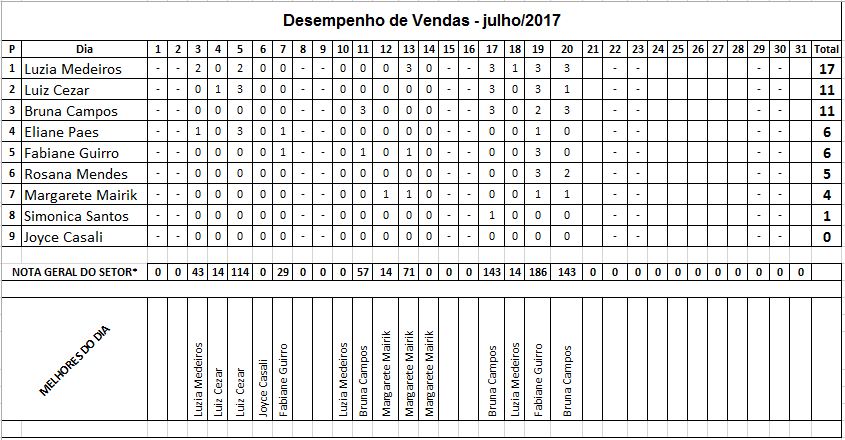 Desempenho de Vendas - julho/2017
P Dia 1 2 3 4 5 6 7 8 9 10 11 12 13 14 15 16 17 18 19 20 21 22 23 24 25 26 27 28 29 30 31 Total
1 Luzia Medeiros - - 2 0 2 0 0 - - 0 0 0 3 0 - - 3 1 3 3 - - - - 17
2 Luiz Cezar - - 0 1 3 0 0 - - 0 0 0 0 0 - - 3 0 3 1 - - - - 11
3 Bruna Campos - - 0 0 0 0 0 - - 0 3 0 0 0 - - 3 0 2 3 - - - - 11
4 Eliane Paes - - 1 0 3 0 1 - - 0 0 0 0 0 - - 0 0 1 0 - - - - 6
5 Fabiane Guirro - - 0 0 0 0 1 - - 0 1 0 1 0 - - 0 0 3 0 - - - - 6
6 Rosana Mendes - - 0 0 0 0 0 - - 0 0 0 0 0 - - 0 0 3 2 - - - - 5
7 Margarete Mairik - - 0 0 0 0 0 - - 0 0 1 1 0 - - 0 0 1 1 - - - - 4
8 Simonica Santos - - 0 0 0 0 0 - - 0 0 0 0 0 - - 1 0 0 0 - - - - 1
9 Joyce Casali - - 0 0 0 0 0 - - 0 0 0 0 0 - - 0 0 0 0 - - - - 0
NOTA GERAL DO SETOR* 0 0 43 14 114 0 29 0 0 0 57 14 71 0 0 0 143 14 186 143 0 0 0 0 0 0 0 0 0 0 0
MELHORES DO DIA
Luzia Medeiros
Luiz Cezar
Luiz Cezar
Joyce Casali
Fabiane Guirro
Luzia Medeiros
Bruna Campos
Margarete Mairik
Margarete Mairik
Margarete Mairik
Bruna Campos
Luzia Medeiros
Fabiane Guirro
Bruna Campos